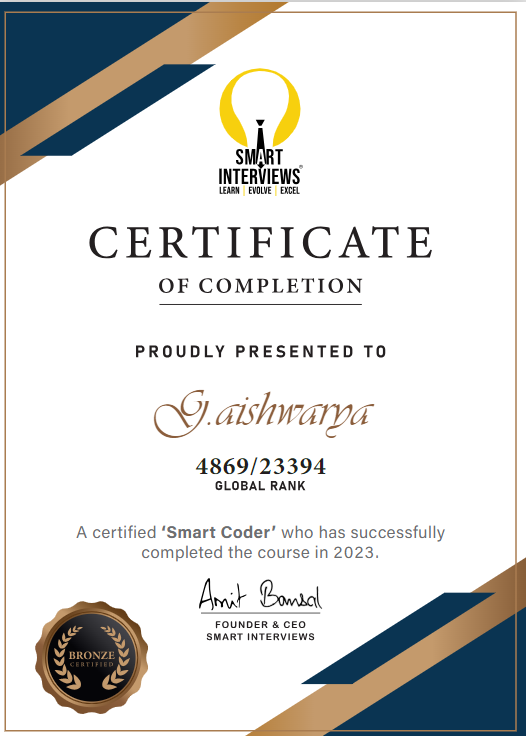 SMART
INTERVIEWS®
LEARN | EVOLVE | EXCEL
CERTIFICATE
OF COMPLETION
PROUDLY PRESENTED TO
G.aishwarya
4869/23394
GLOBAL RANK
A certified ‘Smart Coder’ who has successfully
completed the course in 2023.
Amit Bansal
FOUNDER & CEO
SMART INTERVIEWS
BRONZE
CERTIFIED